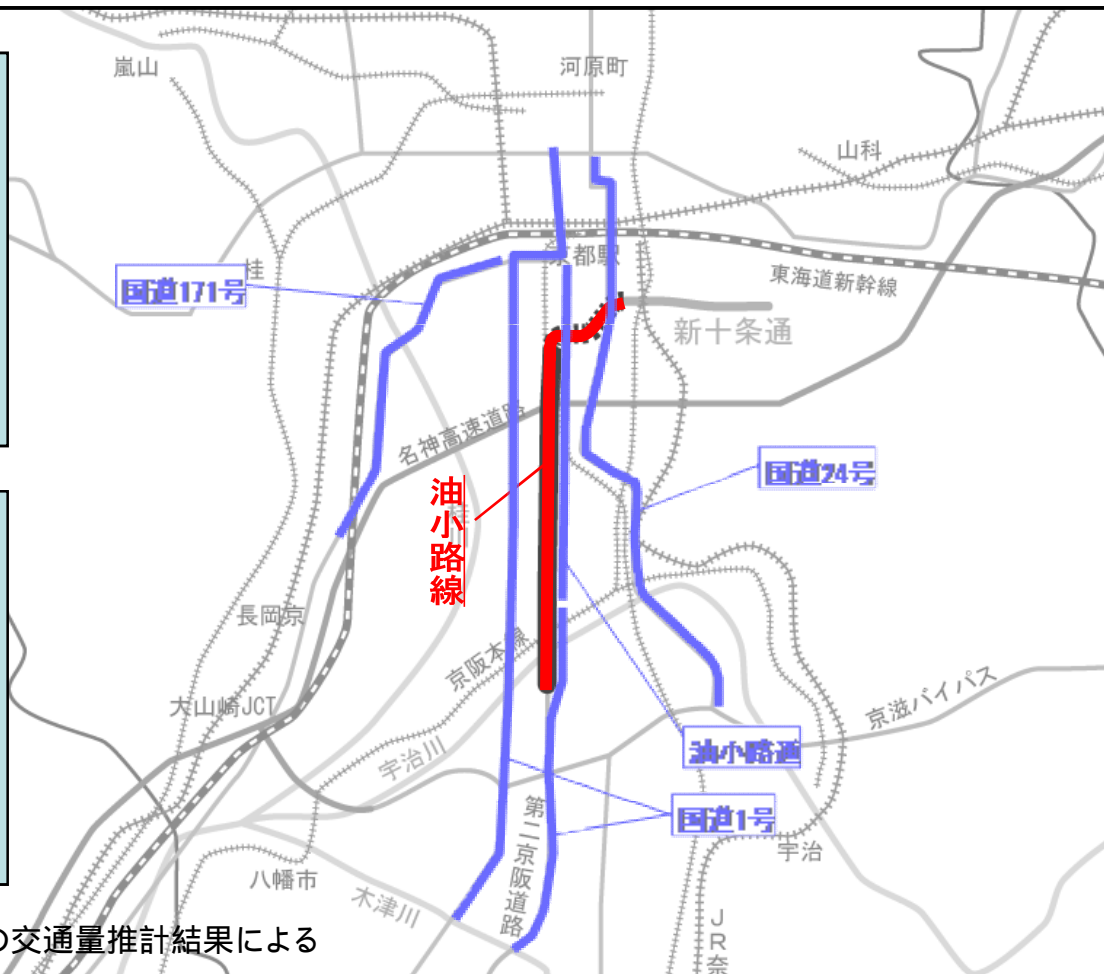 嵐山
河原町
山科
京都駅
桂
国道171号
東海道新幹線
新十条通
名神高速道路
国道24号
油小路線
桂
長岡京
京阪本線
大山崎JCT
京滋バイパス
油小路通
宇治川
国道1号
第二京阪道路
宇治
八幡市
木津川
JR奈
の交通量推計結果による